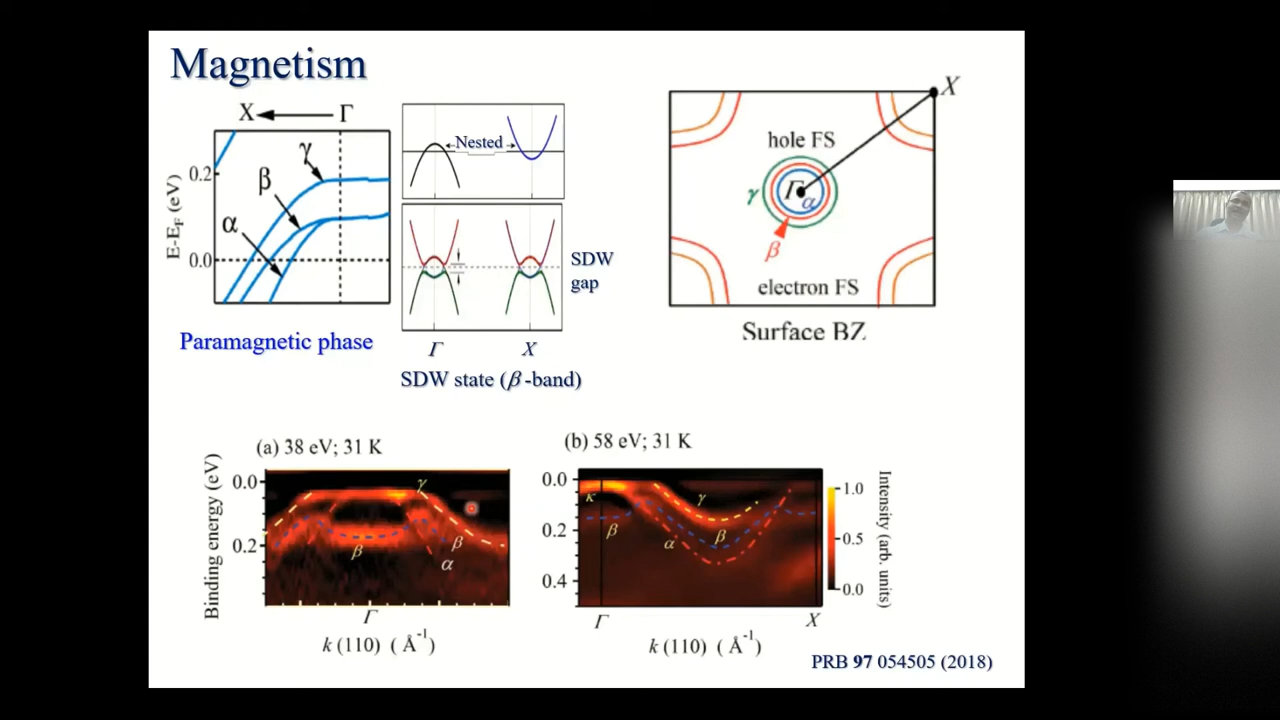 Magnetism
X Γ
γ
β
α
0.2
0.0
E-E_F (eV)
Paramagnetic phase
Nested
SDW
gap
Γ X
SDW state (β-band)
X
hole FS
Γ
α
γ
β
electron FS
Surface BZ
(a) 38 eV; 31 K
0.0
0.2
Binding energy (eV)
γ
β
β
α
Γ
k (110) ( Å⁻¹)
(b) 58 eV; 31 K
0.0
0.2
0.4
κ
β
γ
α
β
Γ X
k (110) ( Å⁻¹)
1.0
0.5
0.0
Intensity (arb. units)
PRB 97 054505 (2018)